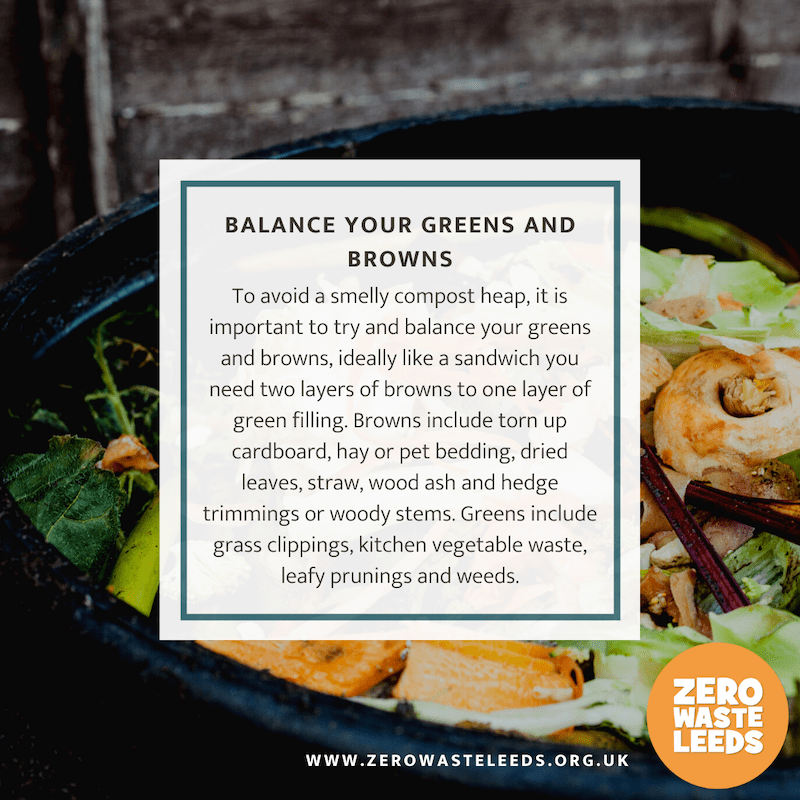 BALANCE YOUR GREENS AND
BROWNS
To avoid a smelly compost heap, it is
important to try and balance your greens
and browns, ideally like a sandwich you
need two layers of browns to one layer of
green filling. Browns include torn up
cardboard, hay or pet bedding, dried
leaves, straw, wood ash and hedge
trimmings or woody stems. Greens include
grass clippings, kitchen vegetable waste,
leafy prunings and weeds.
ZERO
WASTE
LEEDS
WWW.ZEROWASTELEEDS.ORG.UK